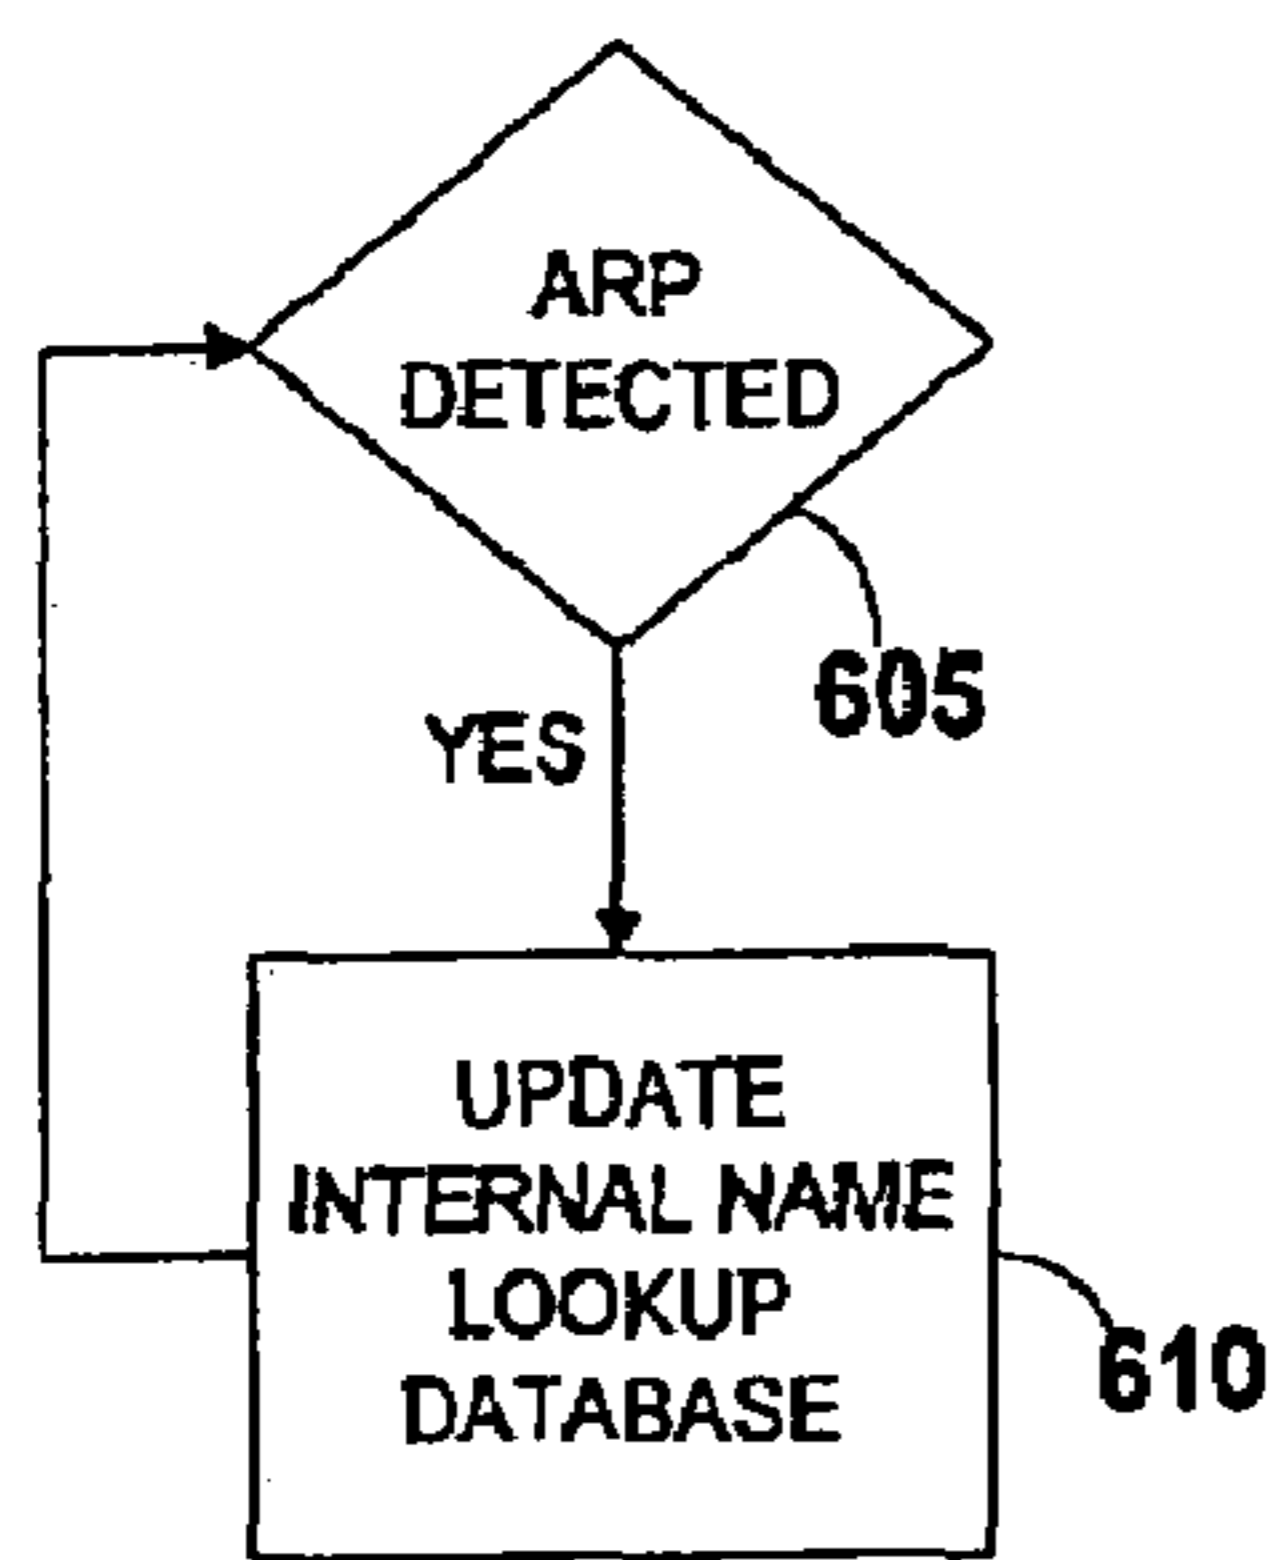 ARP
DETECTED
605
YES
UPDATE
INTERNAL NAME
LOOKUP
DATABASE
610